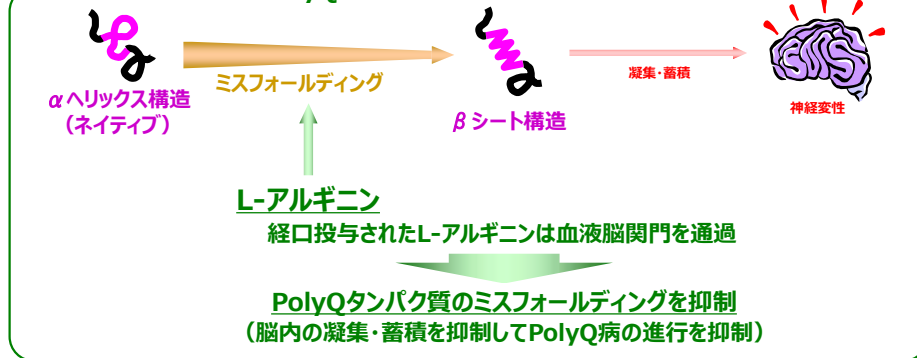 ミスフォールディング
凝集・蓄積
αヘリックス構造
（ネイティブ）
βシート構造
神経変性
L-アルギニン
経口投与されたL-アルギニンは血液脳関門を通過
PolyQタンパク質のミスフォールディングを抑制
（脳内の凝集・蓄積を抑制してPolyQ病の進行を抑制）